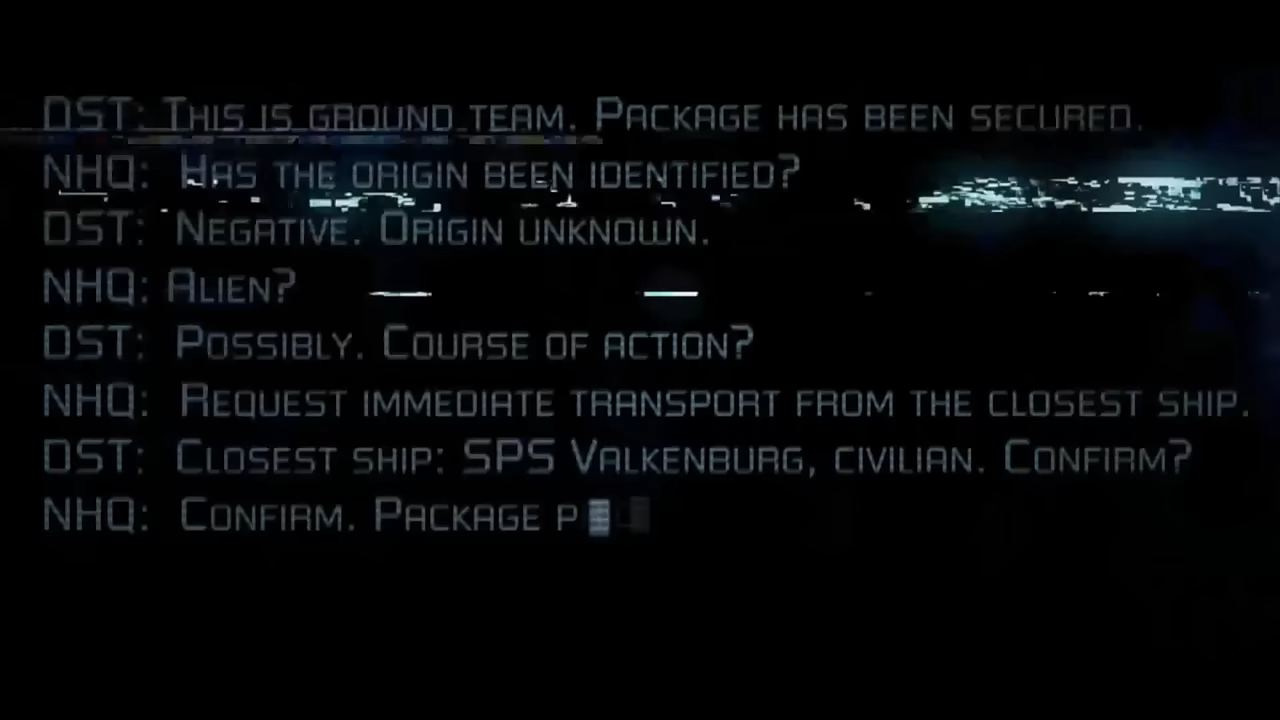 DST: This is ground team. Package has been secured.
NHQ: Has the origin been identified?
DST: Negative. Origin unknown.
NHQ: Alien?
DST: Possibly. Course of action?
NHQ: Request immediate transport from the closest ship.
DST: Closest ship: SPS Valkenburg, civilian. Confirm?
NHQ: Confirm. Package p